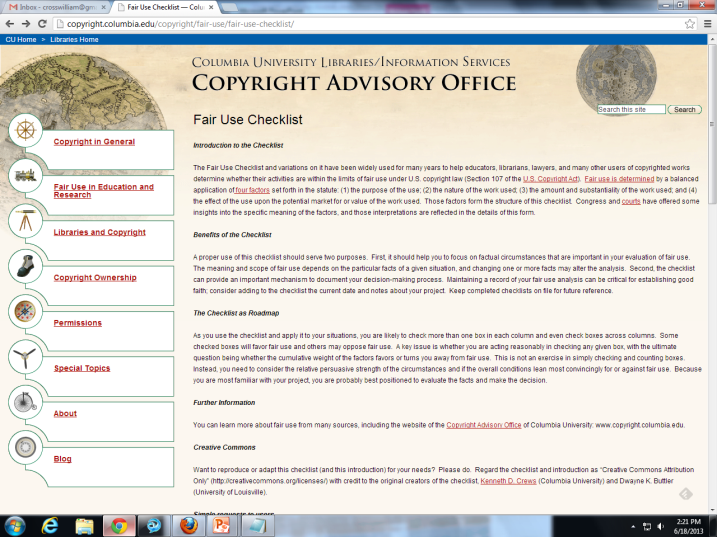 Inbox - crosswilliam@gm
Fair Use Checklist — Colu
copyright.columbia.edu/copyright/fair-use/fair-use-checklist/
CU Home > Libraries Home
COLUMBIA UNIVERSITY LIBRARIES/INFORMATION SERVICES
COPYRIGHT ADVISORY OFFICE
Search this site
Search
Copyright in General
Fair Use in Education and
Research
Libraries and Copyright
Copyright Ownership
Permissions
Special Topics
About
Blog
Fair Use Checklist
Introduction to the Checklist
The Fair Use Checklist and variations on it have been widely used for many years to help educators, librarians, lawyers, and many other users of copyrighted works
determine whether their activities are within the limits of fair use under U.S. copyright law (Section 107 of the U.S. Copyright Act). Fair use is determined by a balanced
application of four factors set forth in the statute: (1) the purpose of the use; (2) the nature of the work used; (3) the amount and substantiality of the work used; and (4)
the effect of the use upon the potential market for or value of the work used. Those factors form the structure of this checklist. Congress and courts have offered some
insights into the specific meaning of the factors, and those interpretations are reflected in the details of this form.
Benefits of the Checklist
A proper use of this checklist should serve two purposes. First, it should help you to focus on factual circumstances that are important in your evaluation of fair use.
The meaning and scope of fair use depends on the particular facts of a given situation, and changing one or more facts may alter the analysis. Second, the checklist
can provide an important mechanism to document your decision-making process. Maintaining a record of your fair use analysis can be critical for establishing good
faith; consider adding to the checklist the current date and notes about your project. Keep completed checklists on file for future reference.
The Checklist as Roadmap
As you use the checklist and apply it to your situations, you are likely to check more than one box in each column and even check boxes across columns. Some
checked boxes will favor fair use and others may oppose fair use. A key issue is whether you are acting reasonably in checking any given box, with the ultimate
question being whether the cumulative weight of the factors favors or turns you away from fair use. This is not an exercise in simply checking and counting boxes.
Instead, you need to consider the relative persuasive strength of the circumstances and if the overall conditions lean most convincingly for or against fair use. Because
you are most familiar with your project, you are probably best positioned to evaluate the facts and make the decision.
Further Information
You can learn more about fair use from many sources, including the website of the Copyright Advisory Office of Columbia University: www.copyright.columbia.edu.
Creative Commons
Want to reproduce or adapt this checklist (and this introduction) for your needs? Please do. Regard the checklist and introduction as "Creative Commons Attribution
Only" (http://creativecommons.org/licenses/) with credit to the original creators of the checklist, Kenneth D. Crews (Columbia University) and Dwayne K. Buttler
(University of Louisville).
Simple requests to users
2:21 PM
6/18/2013